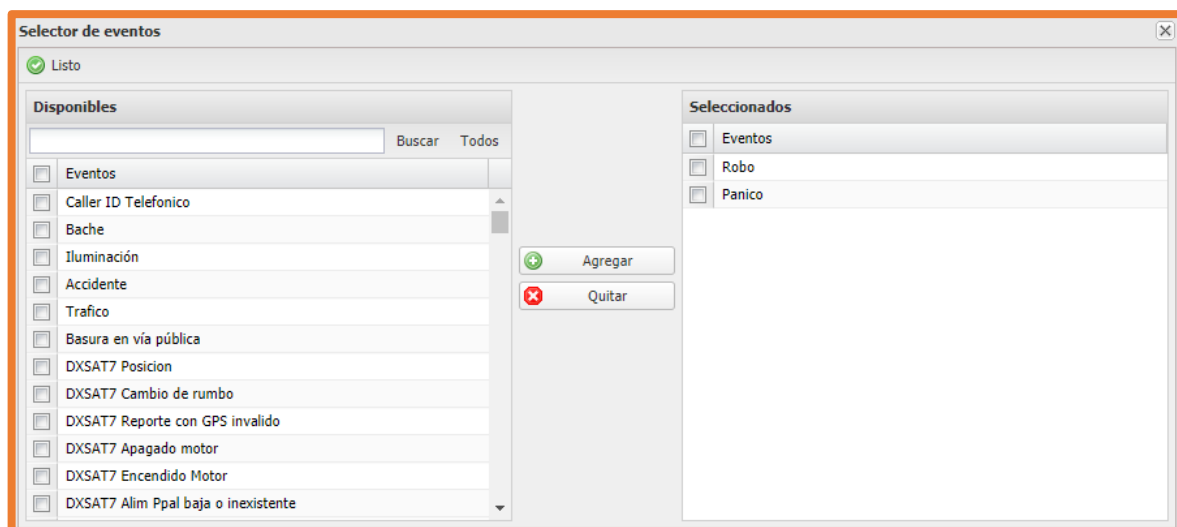 Selector de eventos
Listo
Disponibles
Buscar Todos
Eventos
Caller ID Telefonico
Bache
Iluminación
Accidente
Trafico
Basura en vía pública
DXSAT7 Posicion
DXSAT7 Cambio de rumbo
DXSAT7 Reporte con GPS invalido
DXSAT7 Apagado motor
DXSAT7 Encendido Motor
DXSAT7 Alim Ppal baja o inexistente
Agregar
Quitar
Seleccionados
Eventos
Robo
Panico